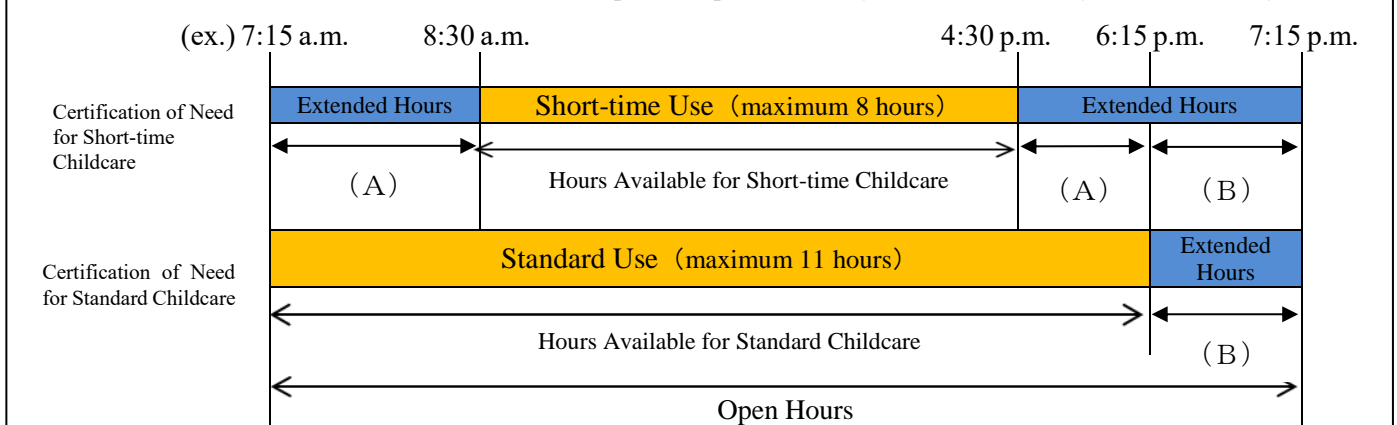 (ex.) 7:15 a.m. 8:30 a.m. 4:30 p.m. 6:15 p.m. 7:15 p.m.
Certification of Need
for Short-time
Childcare
Extended Hours
Short-time Use（maximum 8 hours）
Extended Hours
（A）
Hours Available for Short-time Childcare
（A）
（B）
Certification of Need
for Standard Childcare
Standard Use（maximum 11 hours）
Extended
Hours
Hours Available for Standard Childcare
（B）
Open Hours